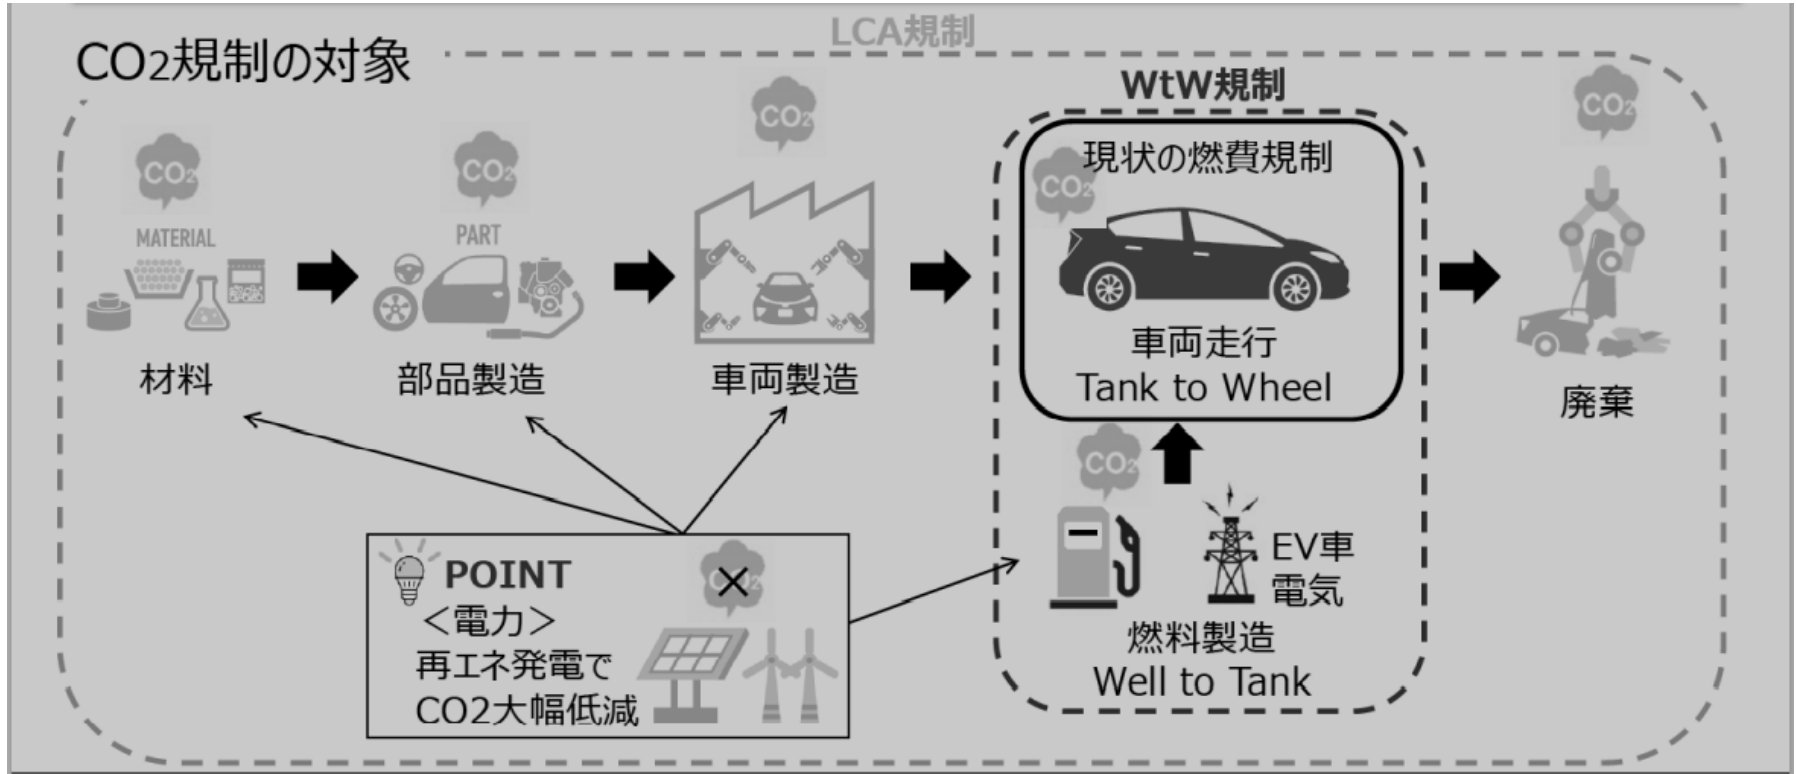 LCA規制
CO2規制の対象
WtW規制
CO2
CO2
CO2
CO2
CO2
現状の燃費規制
MATERIAL
PART
車両走行
Tank to Wheel
材料
部品製造
車両製造
廃棄
CO2
POINT
CO2
<電力>
再エネ発電で
CO2大幅低減
EV車
電気
燃料製造
Well to Tank